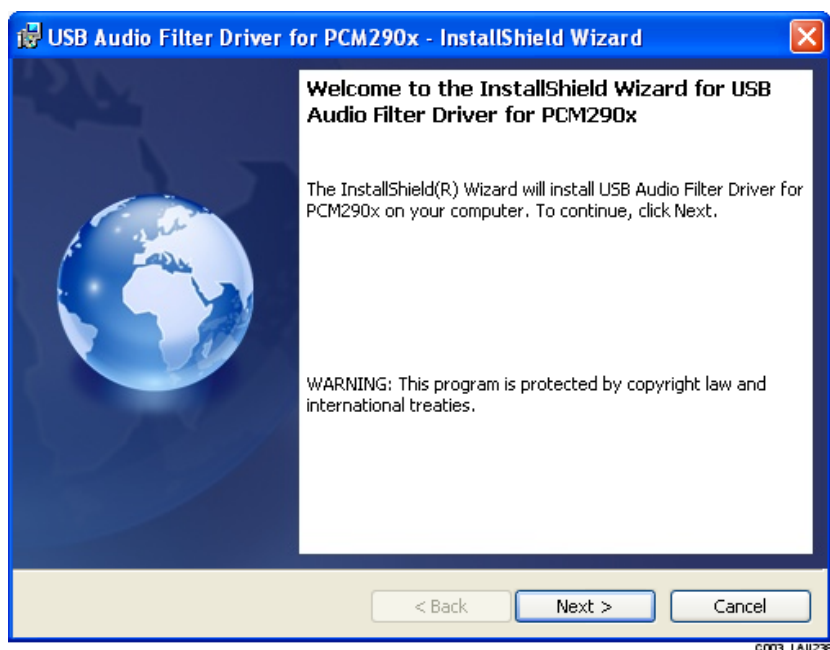 USB Audio Filter Driver for PCM290x - InstallShield Wizard
Welcome to the InstallShield Wizard for USB
Audio Filter Driver for PCM290x
The InstallShield(R) Wizard will install USB Audio Filter Driver for
PCM290x on your computer. To continue, click Next.
WARNING: This program is protected by copyright law and
international treaties.
< Back
Next >
Cancel